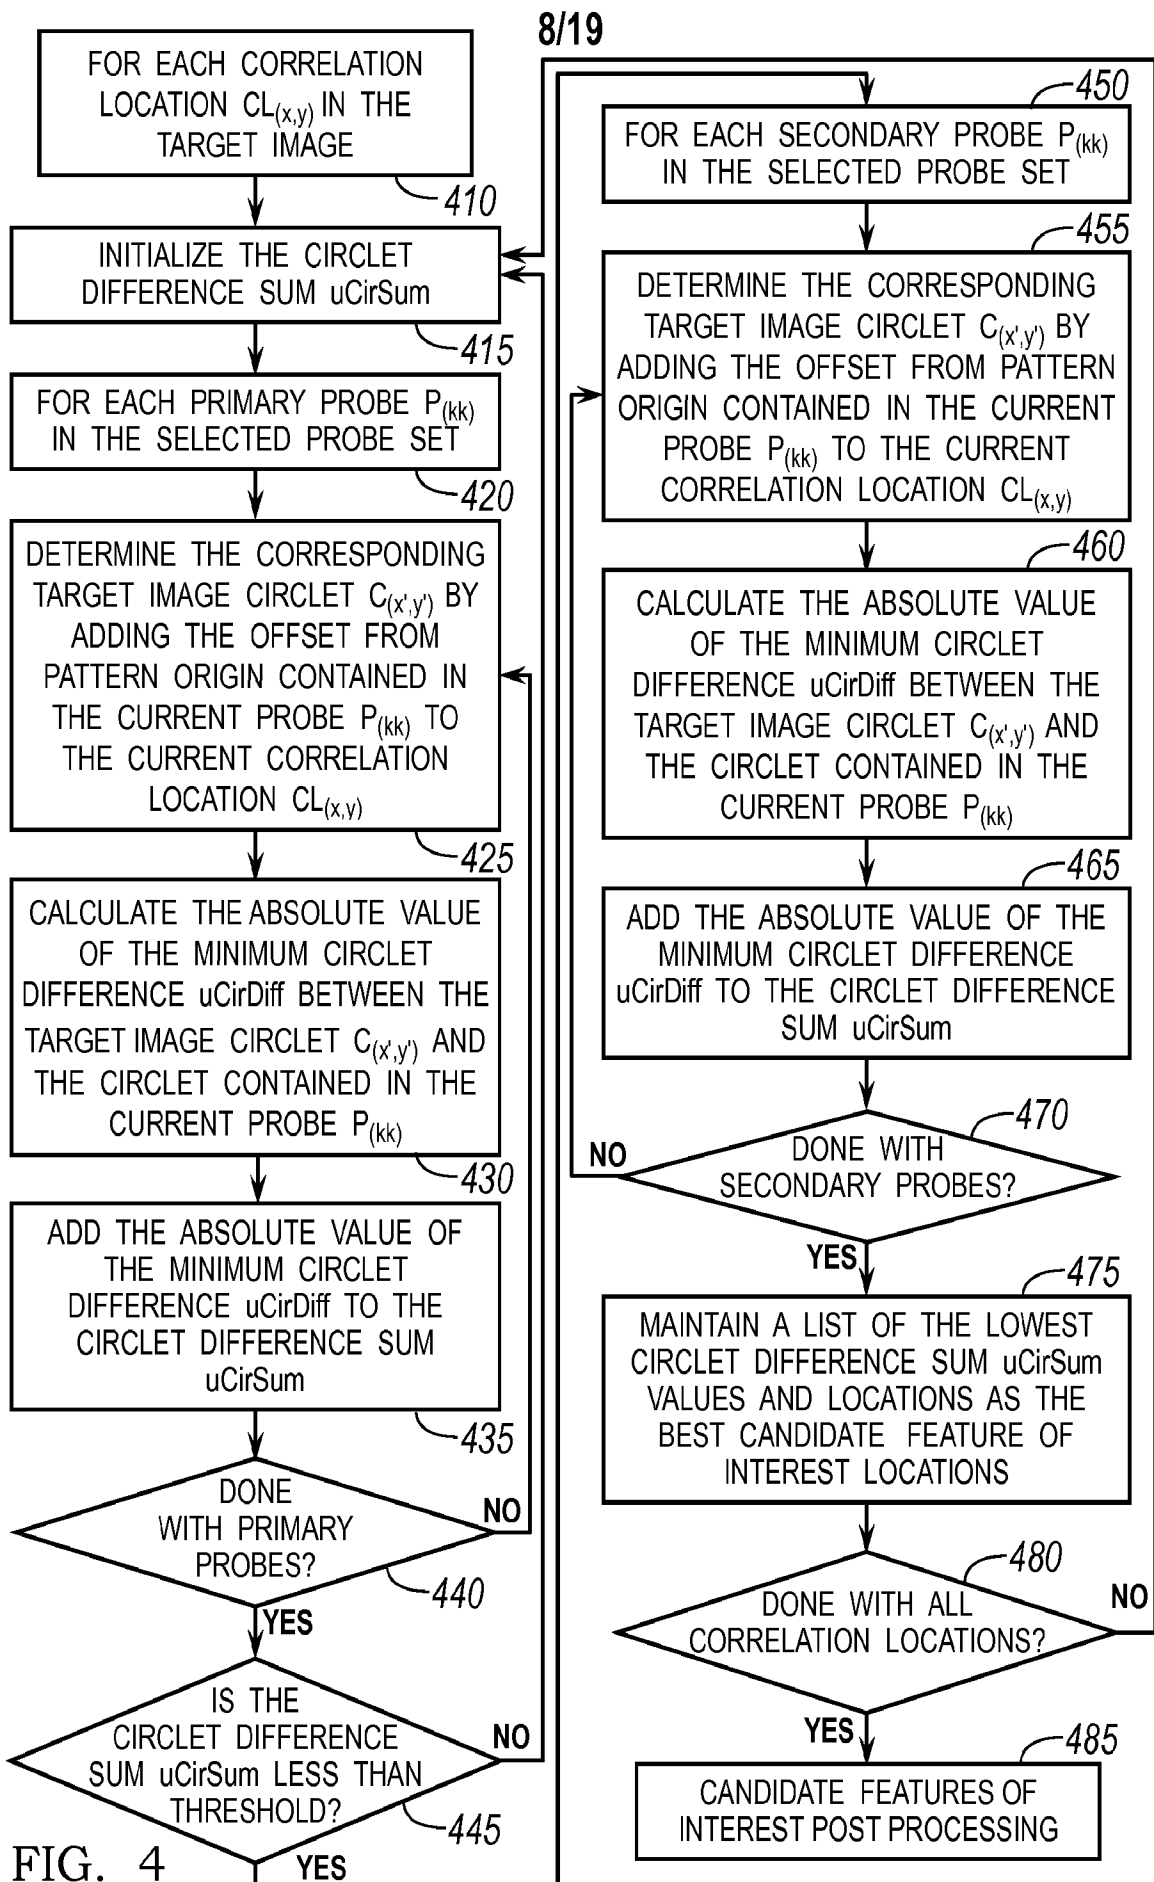 8/19
FOR EACH CORRELATION
LOCATION CL(x,y) IN THE
TARGET IMAGE
410
INITIALIZE THE CIRCLET
DIFFERENCE SUM uCirSum
415
FOR EACH PRIMARY PROBE P(kk)
IN THE SELECTED PROBE SET
420
DETERMINE THE CORRESPONDING
TARGET IMAGE CIRCLET C(x',y') BY
ADDING THE OFFSET FROM
PATTERN ORIGIN CONTAINED IN
THE CURRENT PROBE P(kk) TO
THE CURRENT CORRELATION
LOCATION CL(x,y)
425
CALCULATE THE ABSOLUTE VALUE
OF THE MINIMUM CIRCLET
DIFFERENCE uCirDiff BETWEEN THE
TARGET IMAGE CIRCLET C(x',y') AND
THE CIRCLET CONTAINED IN THE
CURRENT PROBE P(kk)
430
ADD THE ABSOLUTE VALUE OF
THE MINIMUM CIRCLET
DIFFERENCE uCirDiff TO THE
CIRCLET DIFFERENCE SUM
uCirSum
435
DONE
WITH PRIMARY
PROBES?
NO
440
YES
IS THE
CIRCLET DIFFERENCE
SUM uCirSum LESS THAN
THRESHOLD?
NO
445
YES
FIG. 4
450
FOR EACH SECONDARY PROBE P(kk)
IN THE SELECTED PROBE SET
455
DETERMINE THE CORRESPONDING
TARGET IMAGE CIRCLET C(x',y') BY
ADDING THE OFFSET FROM PATTERN
ORIGIN CONTAINED IN THE CURRENT
PROBE P(kk) TO THE CURRENT
CORRELATION LOCATION CL(x,y)
460
CALCULATE THE ABSOLUTE VALUE
OF THE MINIMUM CIRCLET
DIFFERENCE uCirDiff BETWEEN THE
TARGET IMAGE CIRCLET C(x',y') AND
THE CIRCLET CONTAINED IN THE
CURRENT PROBE P(kk)
465
ADD THE ABSOLUTE VALUE OF THE
MINIMUM CIRCLET DIFFERENCE
uCirDiff TO THE CIRCLET DIFFERENCE
SUM uCirSum
470
NO
DONE WITH
SECONDARY PROBES?
YES
475
MAINTAIN A LIST OF THE LOWEST
CIRCLET DIFFERENCE SUM uCirSum
VALUES AND LOCATIONS AS THE
BEST CANDIDATE FEATURE OF
INTEREST LOCATIONS
480
DONE WITH ALL
CORRELATION LOCATIONS?
NO
YES
485
CANDIDATE FEATURES OF
INTEREST POST PROCESSING